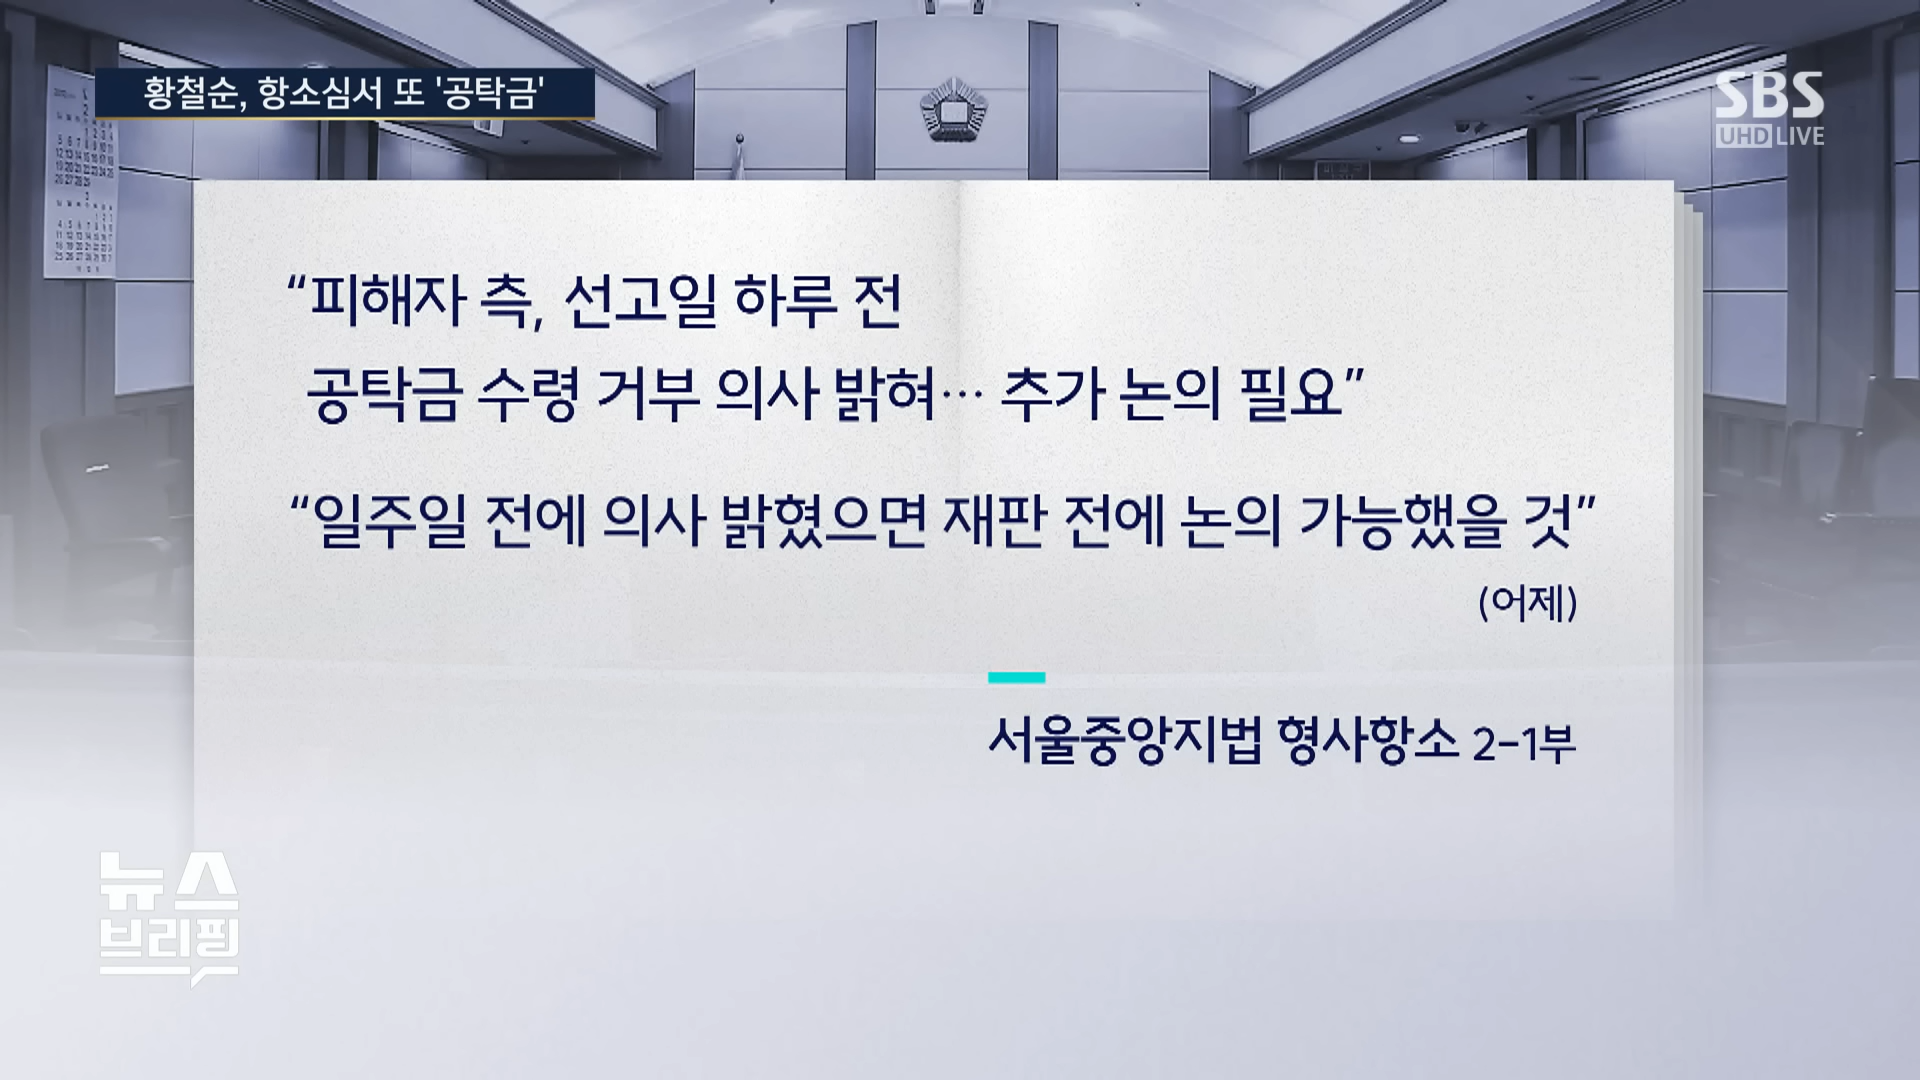 황철순, 항소심서 또 '공탁금'
SBS
UHD LIVE
“피해자 측, 선고일 하루 전
공탁금 수령 거부 의사 밝혀… 추가 논의 필요”
“일주일 전에 의사 밝혔으면 재판 전에 논의 가능했을 것”
(어제)
서울중앙지법 형사항소 2-1부
뉴스
브리핑